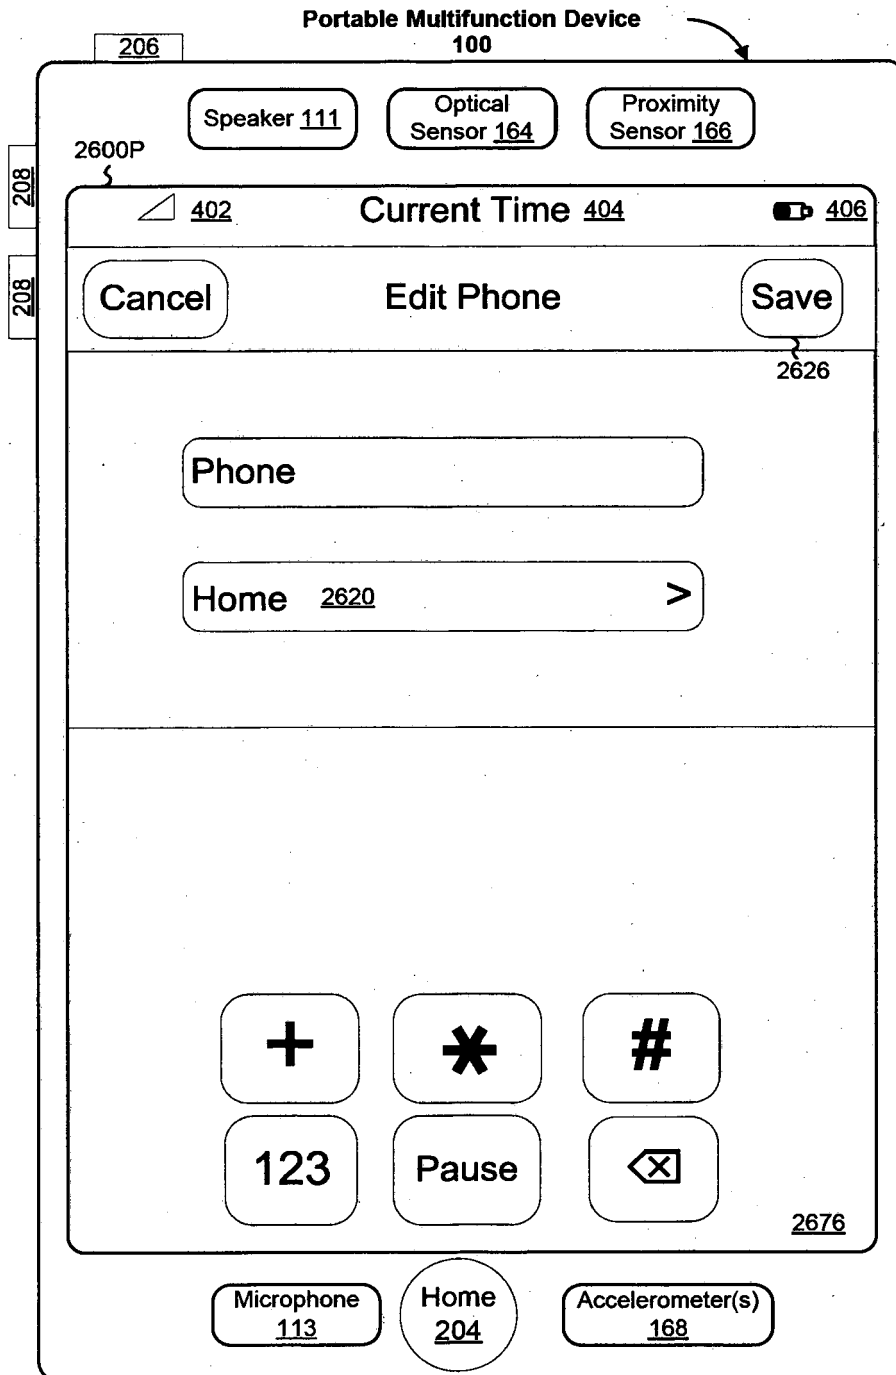 Portable Multifunction Device
100
206
Speaker 111
Optical
Sensor 164
Proximity
Sensor 166
2600P
208
402
Current Time 404
406
208
Cancel
Edit Phone
Save
2626
Phone
Home 2620 >
+
*
#
123
Pause
2676
Microphone
113
Home
204
Accelerometer(s)
168